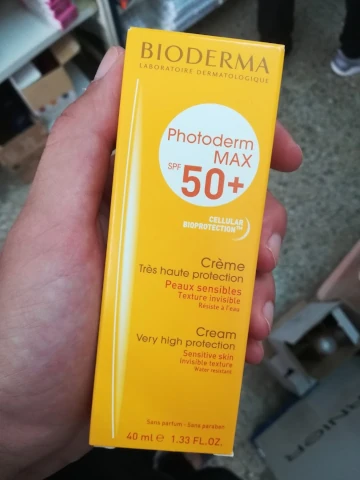 BIODERMA
LABORATOIRE DERMATOLOGIQUE
Photoderm
MAX
SPF 50+
CELLULAR
BIOPROTECTION™
Crème
Très haute protection
Peaux sensibles
Texture invisible
Résiste à l'eau
Cream
Very high protection
Sensitive skin
Invisible texture
Water resistant
Sans parfum - Sans paraben
40 ml e 1.33 FL.OZ.